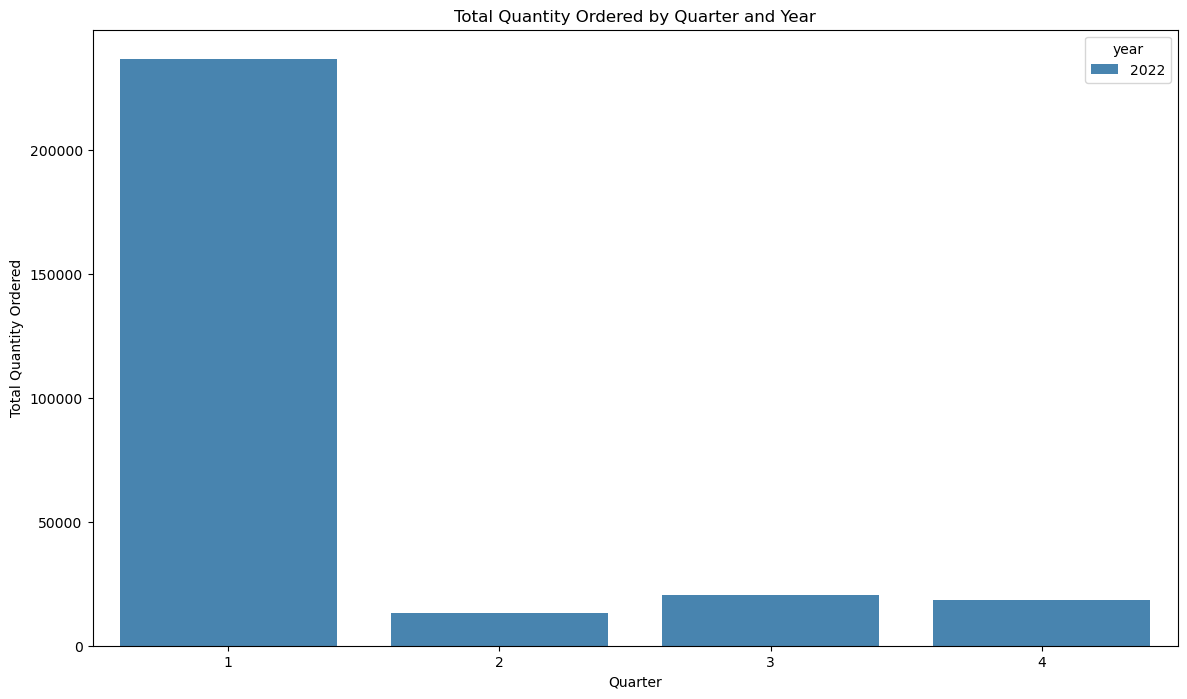 Total Quantity Ordered by Quarter and Year
year
2022
200000
150000
100000
50000
0
Total Quantity Ordered
1 2 3 4
Quarter